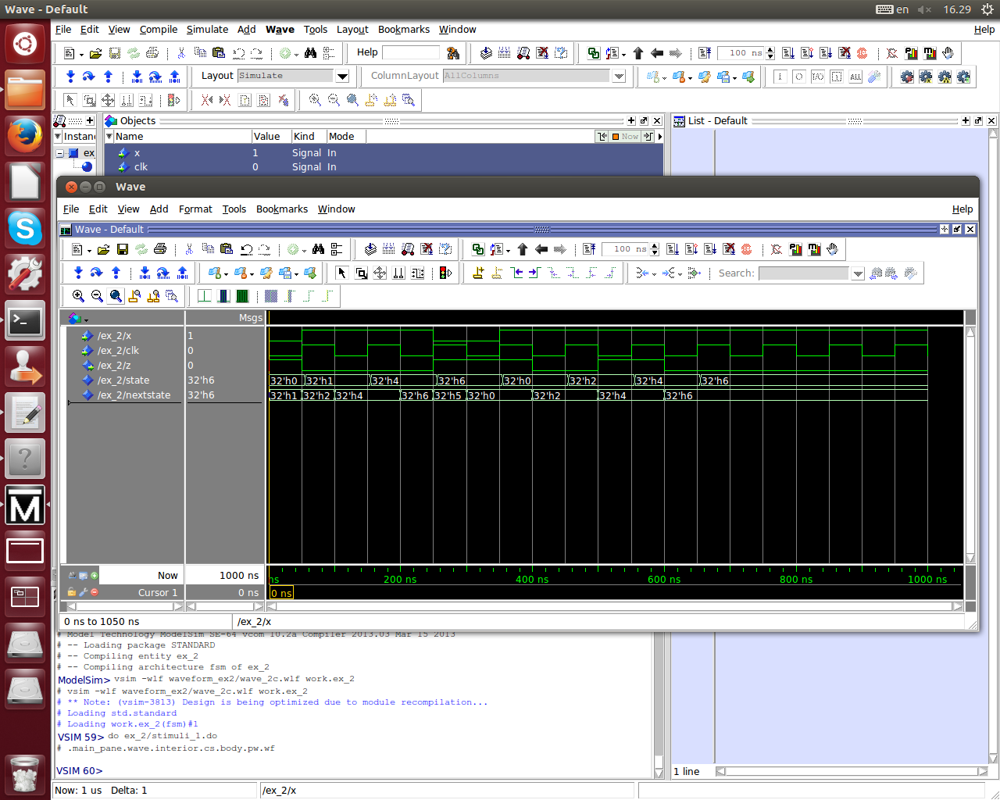 Wave - Default
en
16.29
File Edit View Compile Simulate Add Wave Tools Layout Bookmarks Window Help
Help
100 ns
Layout Simulate
ColumnLayout AllColumns
Objects
List - Default
Instanc
Name Value Kind Mode
Now
ex_
x 1 Signal In
clk 0 Signal In
Wave
File Edit View Add Format Tools Bookmarks Window Help
Wave - Default
100 ns
Search:
Msgs
/ex_2/x 1
/ex_2/clk 0
/ex_2/z 0
/ex_2/state 32'h6 32'h0 32'h1 32'h4 32'h6 32'h0 32'h2 32'h4 32'h6
/ex_2/nextstate 32'h6 32'h1 32'h2 32'h4 32'h6 32'h5 32'h0 32'h2 32'h4 32'h6
Now 1000 ns
ns 200 ns 400 ns 600 ns 800 ns 1000 ns
Cursor 1 0 ns
0 ns
0 ns to 1050 ns
/ex_2/x
# Model Technology ModelSim SE-64 vcom 10.2a Compiler 2013.03 Mar 15 2013
# -- Loading package STANDARD
# -- Compiling entity ex_2
# -- Compiling architecture fsm of ex_2
ModelSim> vsim -wlf waveform_ex2/wave_2c.wlf work.ex_2
# vsim -wlf waveform_ex2/wave_2c.wlf work.ex_2
# ** Note: (vsim-3813) Design is being optimized due to module recompilation...
# Loading std.standard
# Loading work.ex_2(fsm)#1
VSIM 59> do ex_2/stimuli_1.do
# .main_pane.wave.interior.cs.body.pw.wf
VSIM 60>
1 line
Now: 1 us Delta: 1
/ex_2/x